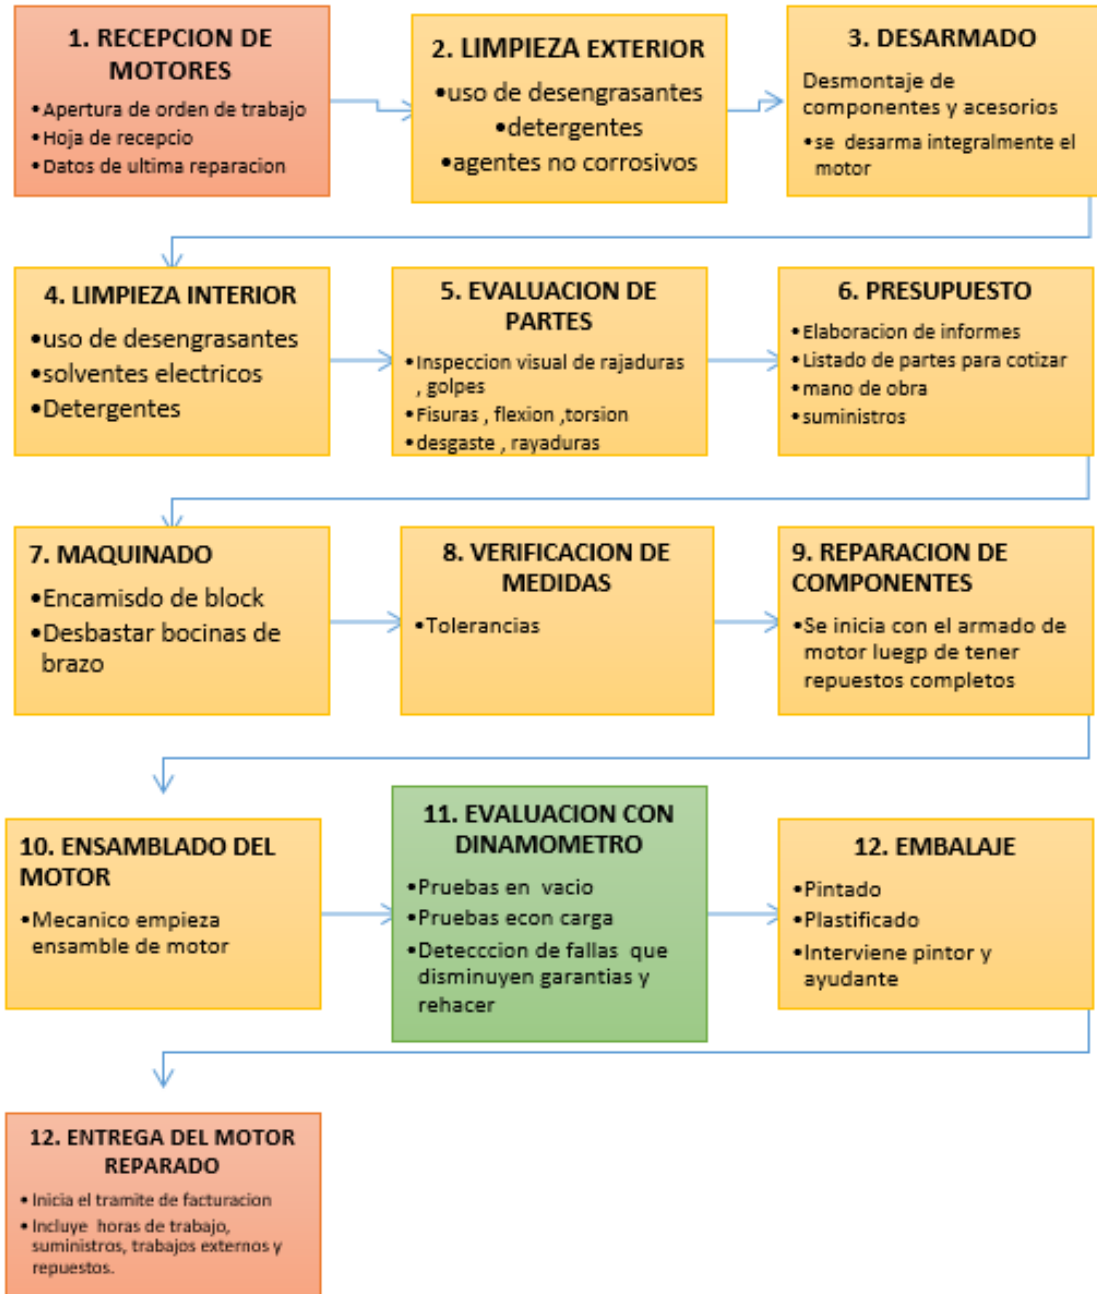 1. RECEPCION DE
MOTORES
•Apertura de orden de trabajo
•Hoja de recepcio
•Datos de ultima reparacion
2. LIMPIEZA EXTERIOR
•uso de desengrasantes
•detergentes
•agentes no corrosivos
3. DESARMADO
Desmontaje de
componentes y acesorios
•se desarma integralmente el
motor
4. LIMPIEZA INTERIOR
•uso de desengrasantes
•solventes electricos
•Detergentes
5. EVALUACION DE
PARTES
•Inspeccion visual de rajaduras
, golpes
•Fisuras , flexion ,torsion
•desgaste , rayaduras
6. PRESUPUESTO
•Elaboracion de informes
•Listado de partes para cotizar
•mano de obra
•suministros
7. MAQUINADO
•Encamisdo de block
•Desbastar bocinas de
brazo
8. VERIFICACION DE
MEDIDAS
•Tolerancias
9. REPARACION DE
COMPONENTES
•Se inicia con el armado de
motor luegp de tener
repuestos completos
10. ENSAMBLADO DEL
MOTOR
•Mecanico empieza
ensamble de motor
11. EVALUACION CON
DINAMOMETRO
•Pruebas en vacio
•Pruebas econ carga
•Detecccion de fallas que
disminuyen garantias y
rehacer
12. EMBALAJE
•Pintado
•Plastificado
•Interviene pintor y
ayudante
12. ENTREGA DEL MOTOR
REPARADO
• Inicia el tramite de facturacion
• Incluye horas de trabajo,
suministros, trabajos externos y
repuestos.